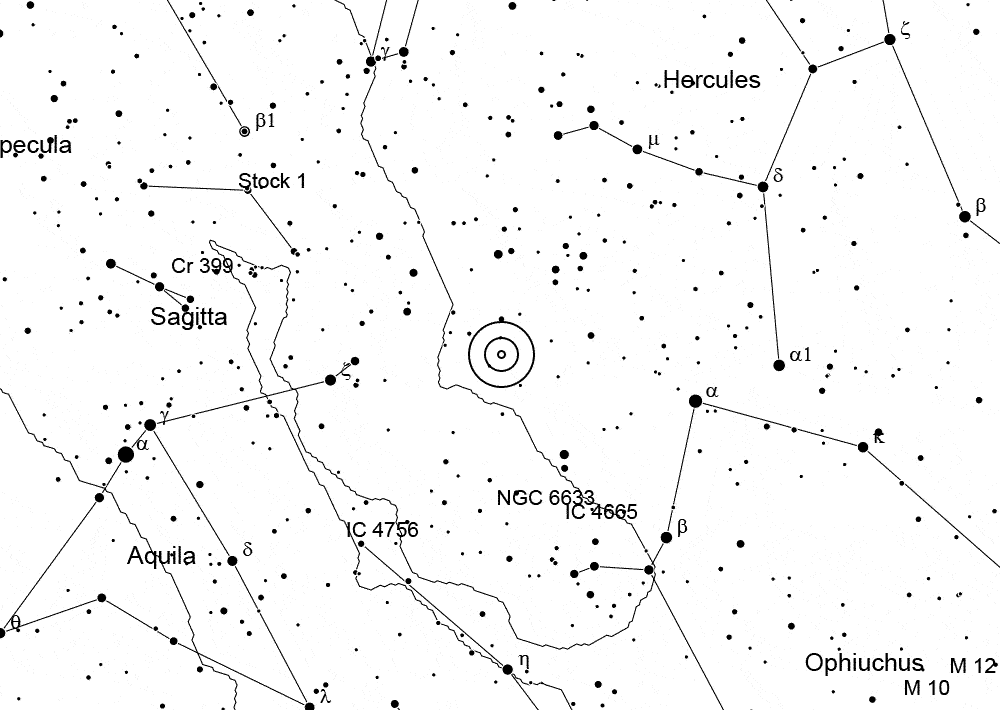 γ
ζ
Hercules
β1
pecula
μ
Stock 1
δ
β
Cr 399
Sagitta
α1
ζ
α
γ
α
κ
NGC 6633
IC 4665
IC 4756
β
Aquila
δ
θ
η
Ophiuchus
M 12
M 10
λ